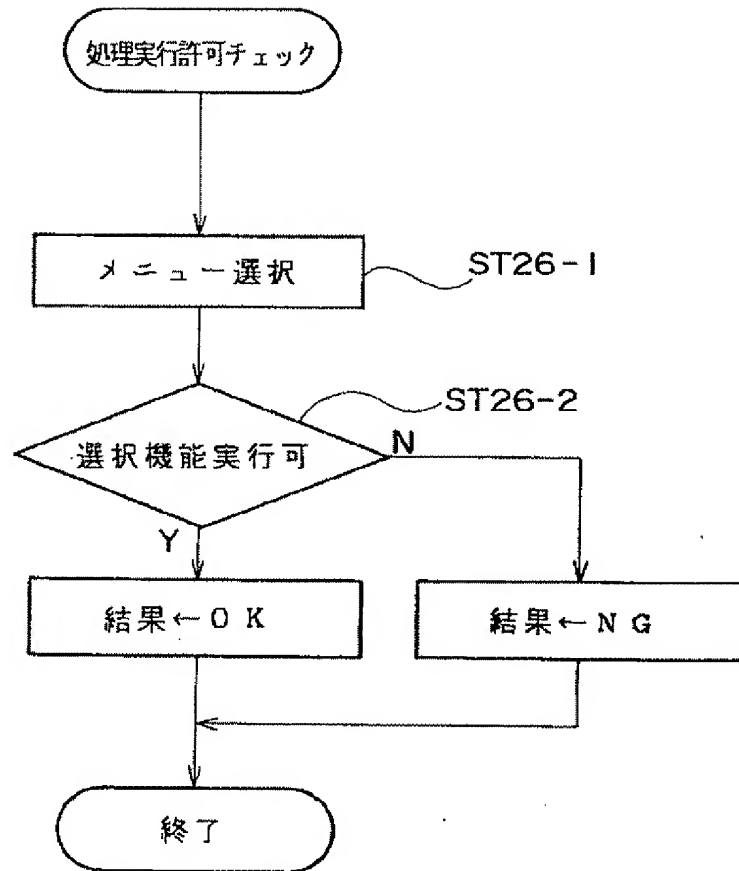 処理実行許可チェック
メニュー選択
ST26-1
ST26-2
選択機能実行可
N
Y
結果←OK
結果←NG
終了